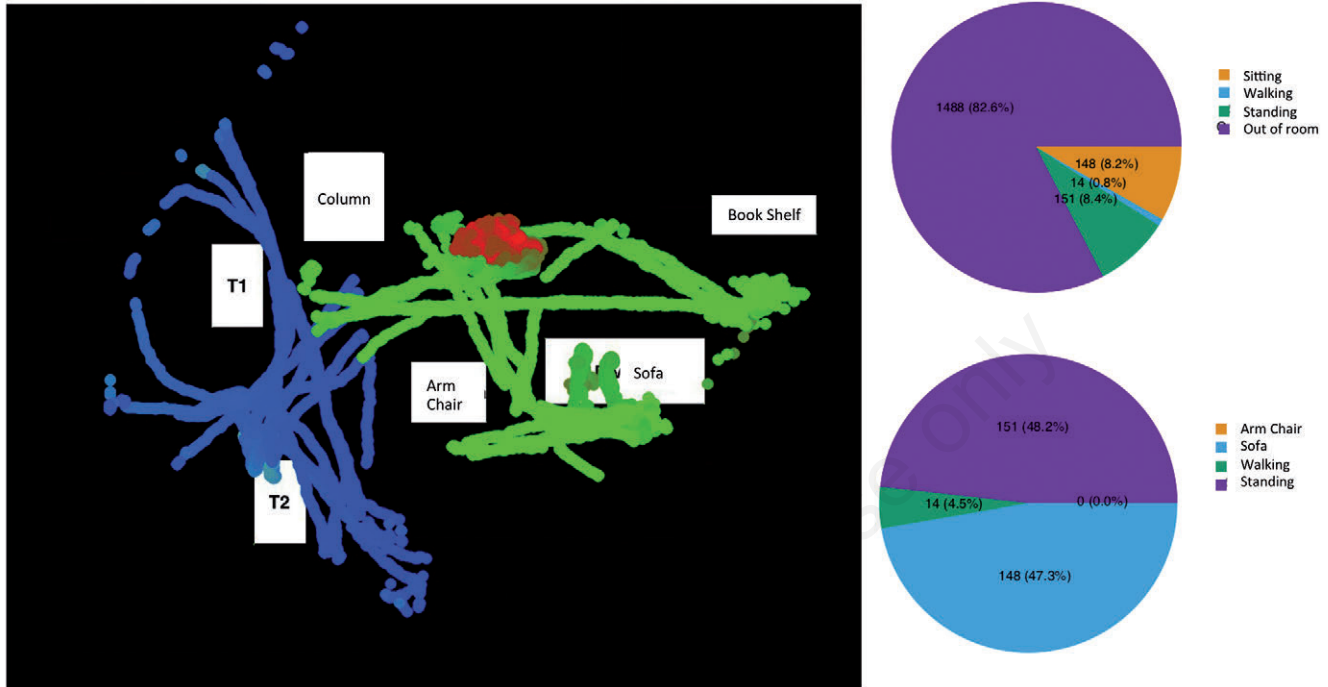 Column
Book Shelf
T1
Arm
Chair
Sofa
T2
1488 (82.6%)
148 (8.2%)
14 (0.8%)
151 (8.4%)
Sitting
Walking
Standing
Out of room
151 (48.2%)
14 (4.5%)
0 (0.0%)
148 (47.3%)
Arm Chair
Sofa
Walking
Standing
only